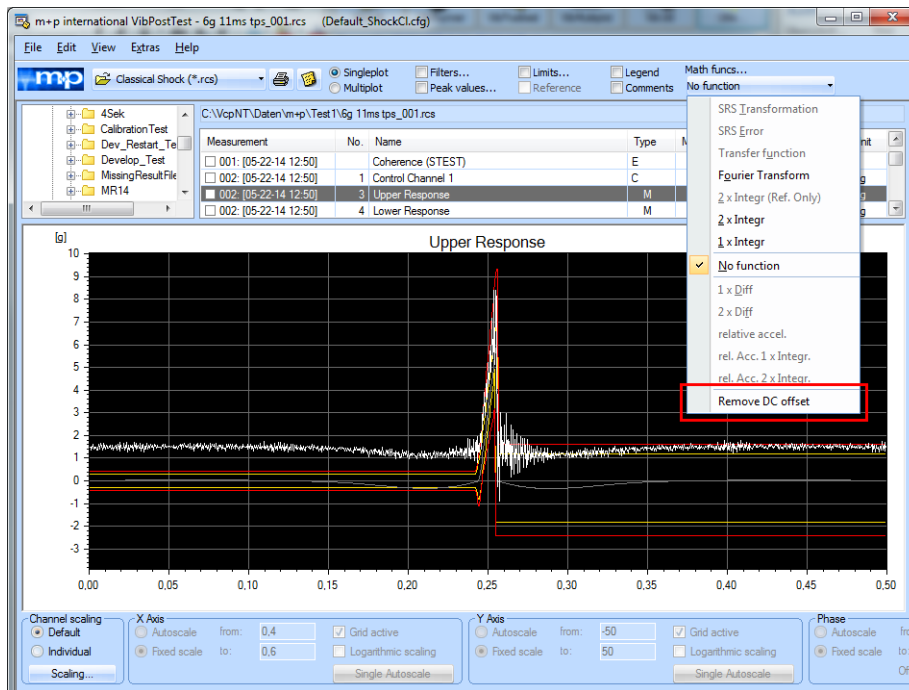 m+p international VibPostTest - 6g 11ms tps_001.rcs (Default_ShockCl.cfg)
File Edit View Extras Help
m+p
Classical Shock (*.rcs)
Singleplot
Multiplot
Filters...
Peak values...
Limits...
Reference
Legend
Comments
Math funcs...
No function
4Sek
CalibrationTest
Dev_Restart_Te
Develop_Test
MissingResultFile
MR14
C:\VcpNT\Daten\m+p\Test1\6g 11ms tps_001.rcs
Measurement No. Name Type
001: [05-22-14 12:50] Coherence (STEST) E
002: [05-22-14 12:50] 1 Control Channel 1 C
002: [05-22-14 12:50] 3 Upper Response M
002: [05-22-14 12:50] 4 Lower Response M
SRS Transformation
SRS Error
Transfer function
Fourier Transform
2 x Integr (Ref. Only)
2 x Integr
1 x Integr
No function
1 x Diff
2 x Diff
relative accel.
rel. Acc. 1 x Integr.
rel. Acc. 2 x Integr.
Remove DC offset
[g]
Upper Response
10
9
8
7
6
5
4
3
2
1
0
-1
-2
-3
0,00 0,05 0,10 0,15 0,20 0,25 0,30 0,35 0,40 0,45 0,50
Channel scaling
Default
Individual
Scaling...
X Axis
Autoscale from: 0,4 Grid active
Fixed scale to: 0,6 Logarithmic scaling
Single Autoscale
Y Axis
Autoscale from: -50 Grid active
Fixed scale to: 50 Logarithmic scaling
Single Autoscale
Phase
Autoscale
Fixed scale to